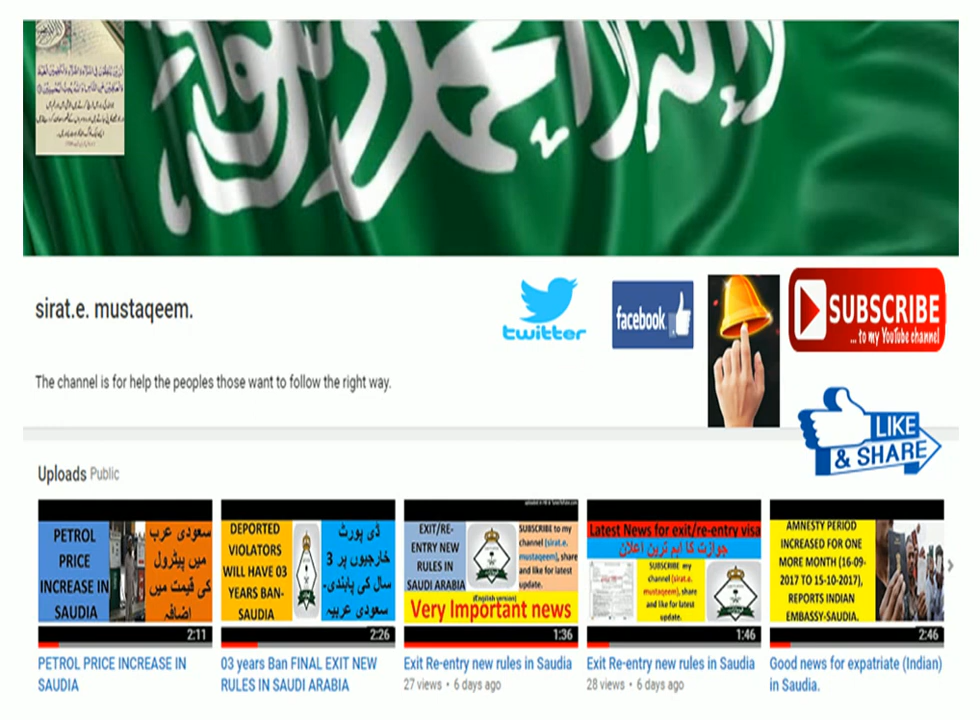 sirat.e. mustaqeem.
twitter
facebook
SUBSCRIBE
... to my YouTube channel
The channel is for help the peoples those want to follow the right way.
LIKE
& SHARE
Uploads Public
PETROL
PRICE
INCREASE IN
SAUDIA
سعودی عرب
میں پیٹرول
کی قیمت میں
اضافہ
2:11
PETROL PRICE INCREASE IN
SAUDIA
DEPORTED
VIOLATORS
WILL HAVE 03
YEARS BAN-
SAUDIA
ڈی پورٹ
خارجیوں پر 3
سال کی پابندی-
سعودی عربیہ
2:26
03 years Ban FINAL EXIT NEW
RULES IN SAUDI ARABIA
EXIT/RE-
ENTRY NEW
RULES IN
SAUDI ARABIA
SUBSCRIBE to my
channel (sirat.e.
mustaqeem), share
and like for latest
update.
(English version)
Very Important news
1:36
Exit Re-entry new rules in Saudia
27 views • 6 days ago
Latest News for exit/re-entry visa
جوازت کا اہم ترین اعلان
SUBSCRIBE my
channel (sirat.e.
mustaqeem), share
and like for latest
update.
1:46
Exit Re-entry new rules in Saudia
28 views • 6 days ago
AMNESTY PERIOD
INCREASED FOR ONE
MORE MONTH (16-09-
2017 TO 15-10-2017),
REPORTS INDIAN
EMBASSY-SAUDIA.
2:46
Good news for expatriate (Indian)
in Saudia.